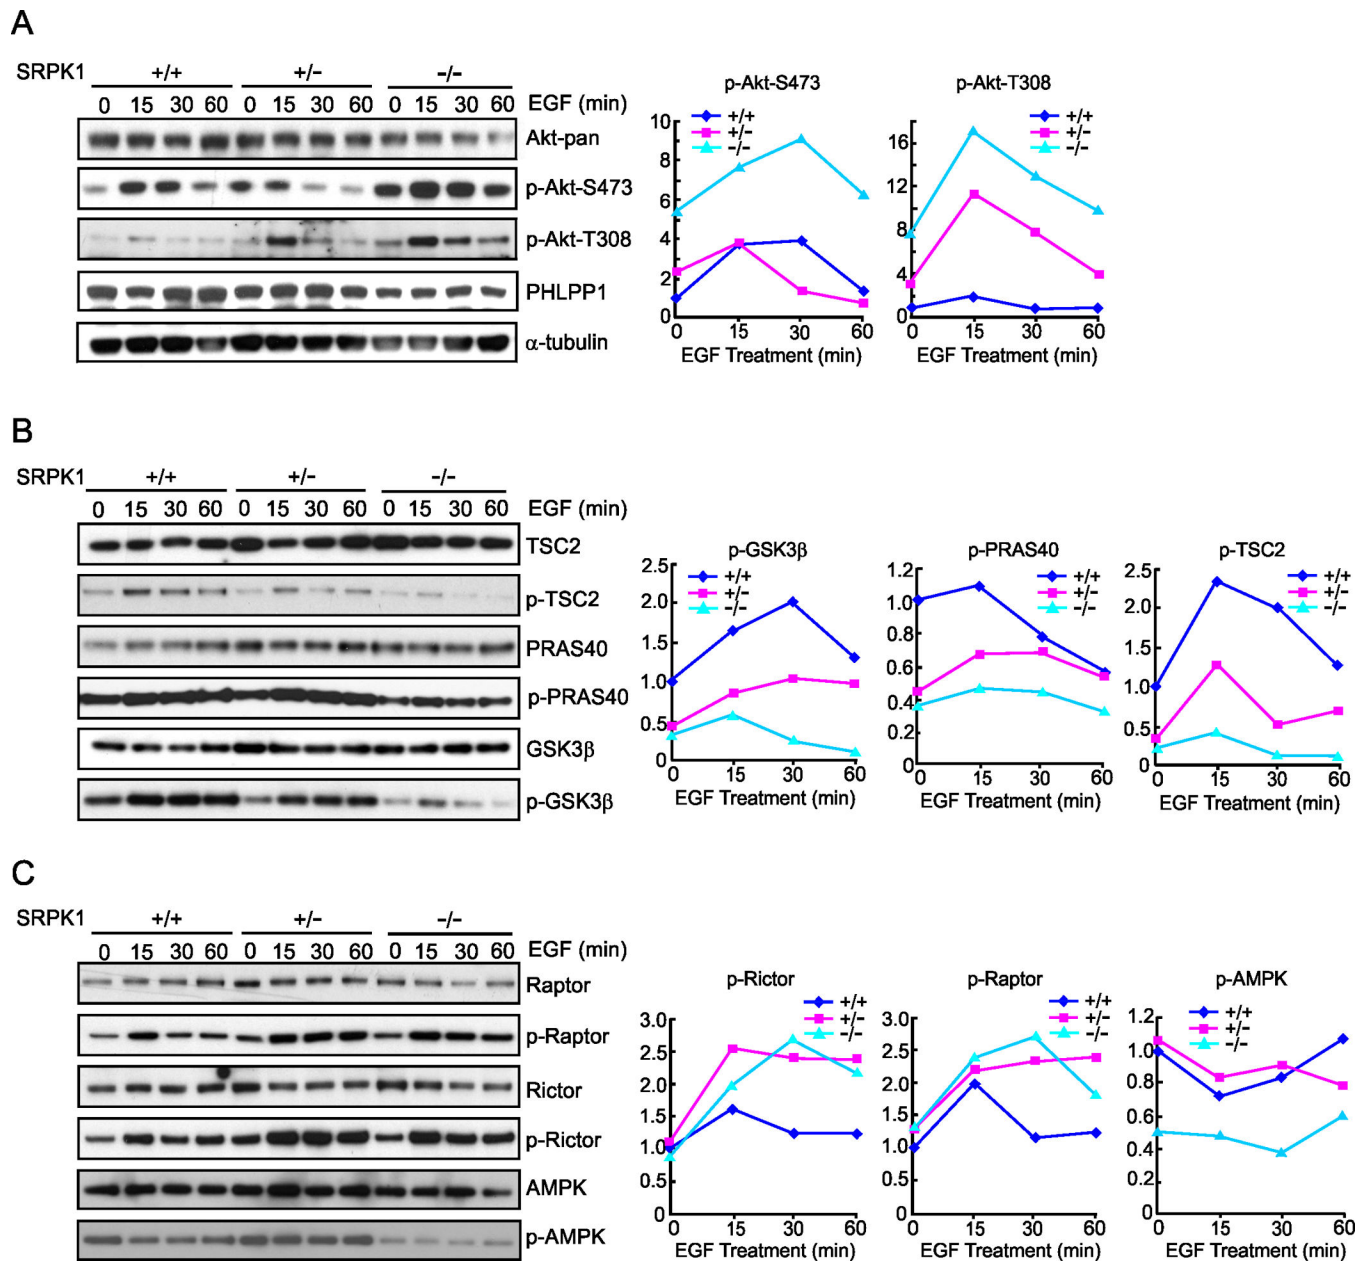 A
SRPK1 +/+ +/- -/-
0 15 30 60 0 15 30 60 0 15 30 60 EGF (min)
Akt-pan
p-Akt-S473
p-Akt-T308
PHLPP1
α-tubulin
p-Akt-S473
+/+
+/-
-/-
10
8
6
4
2
0
0 15 30 60
EGF Treatment (min)
p-Akt-T308
+/+
+/-
-/-
16
12
8
4
0
0 15 30 60
EGF Treatment (min)
B
SRPK1 +/+ +/- -/-
0 15 30 60 0 15 30 60 0 15 30 60 EGF (min)
TSC2
p-TSC2
PRAS40
p-PRAS40
GSK3β
p-GSK3β
p-GSK3β
+/+
+/-
-/-
2.5
2.0
1.5
1.0
0.5
0
0 15 30 60
EGF Treatment (min)
p-PRAS40
+/+
+/-
-/-
1.2
1.0
0.8
0.6
0.4
0.2
0
0 15 30 60
EGF Treatment (min)
p-TSC2
+/+
+/-
-/-
2.5
2.0
1.5
1.0
0.5
0
0 15 30 60
EGF Treatment (min)
C
SRPK1 +/+ +/- -/-
0 15 30 60 0 15 30 60 0 15 30 60 EGF (min)
Raptor
p-Raptor
Rictor
p-Rictor
AMPK
p-AMPK
p-Rictor
+/+
+/-
-/-
3.0
2.5
2.0
1.5
1.0
0.5
0
0 15 30 60
EGF Treatment (min)
p-Raptor
+/+
+/-
-/-
3.0
2.5
2.0
1.5
1.0
0.5
0
0 15 30 60
EGF Treatment (min)
p-AMPK
+/+
+/-
-/-
1.2
1.0
0.8
0.6
0.4
0.2
0
0 15 30 60
EGF Treatment (min)